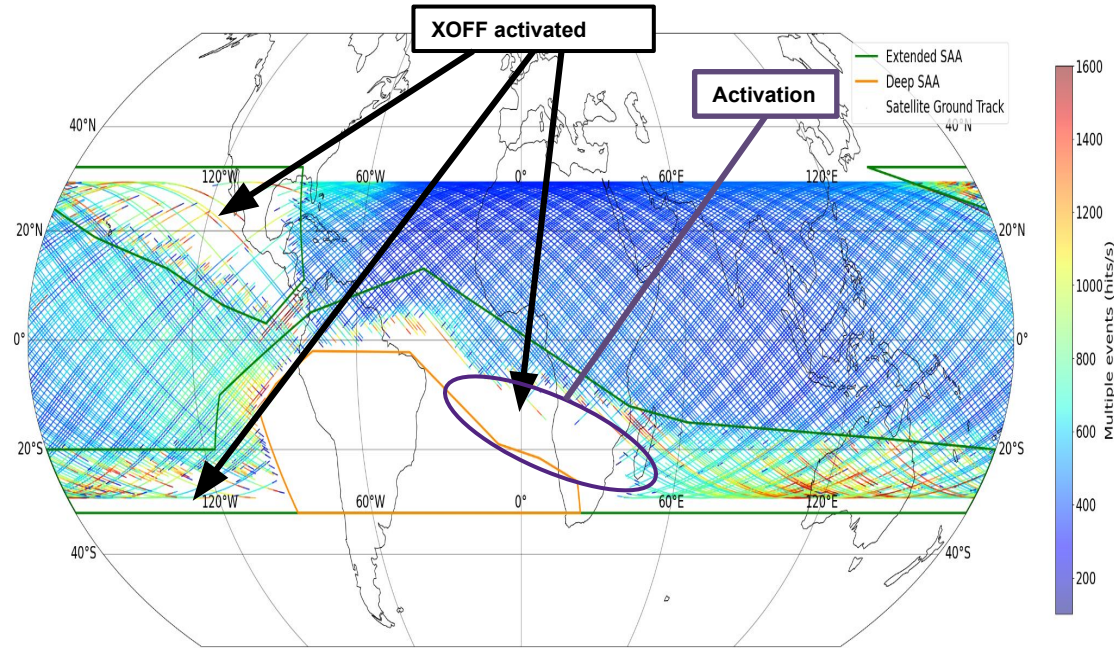 XOFF activated
Activation
Extended SAA
Deep SAA
Satellite Ground Track
40°N
40°N
120°W
60°W
0°
60°E
120°E
20°N
20°N
0°
0°
20°S
20°S
120°W
60°W
0°
60°E
120°E
40°S
40°S
1600
1400
1200
1000
800
600
400
200
Multiple events (hits/s)